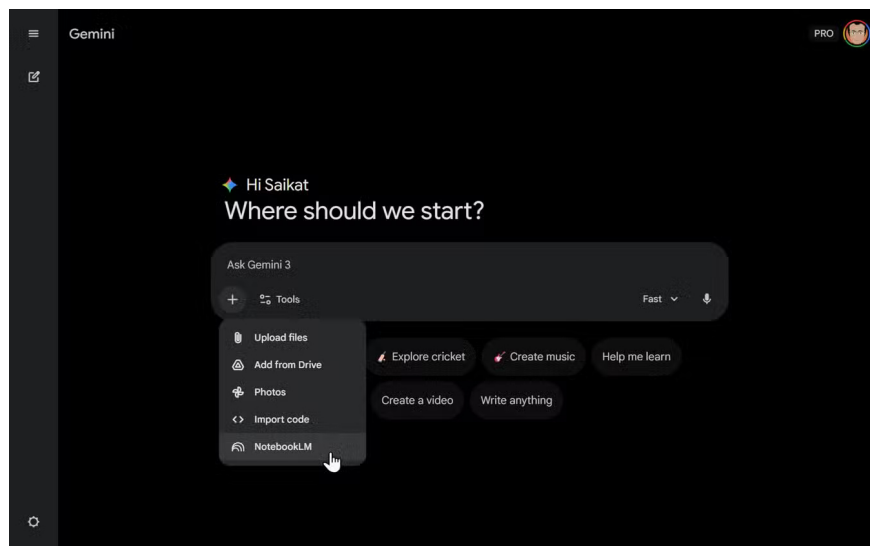 Gemini
PRO
Hi Saikat
Where should we start?
Ask Gemini 3
Tools
Fast
Upload files
Add from Drive
Photos
Import code
NotebookLM
Explore cricket
Create music
Help me learn
Create a video
Write anything